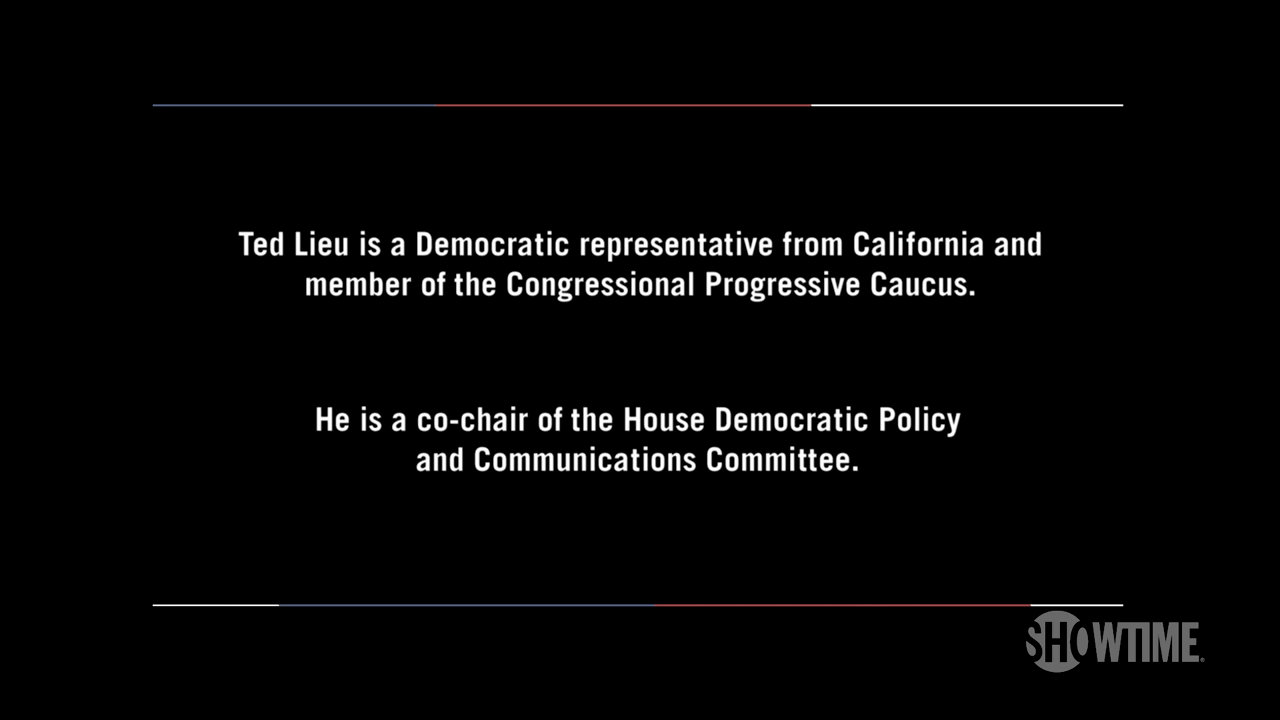 Ted Lieu is a Democratic representative from California and
member of the Congressional Progressive Caucus.
He is a co-chair of the House Democratic Policy
and Communications Committee.
SHOWTIME